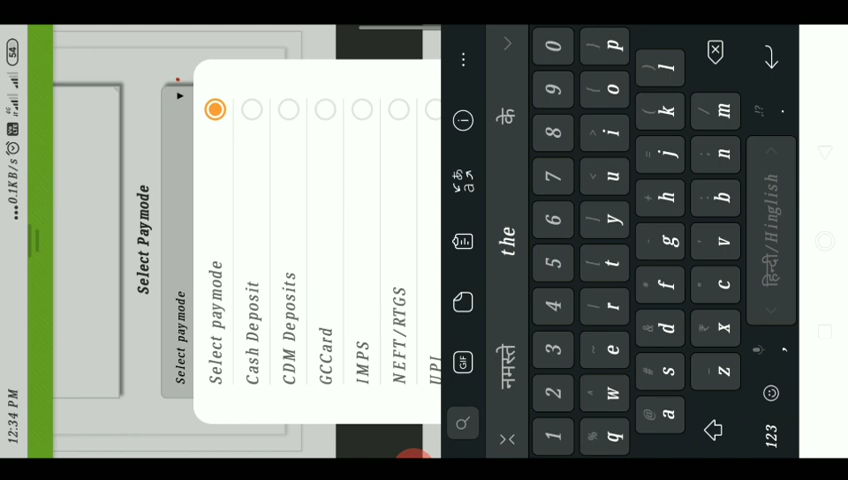 12:34 PM ...0.1KB/s 4G 54
Select Paymode
Select paymode
Select paymode
Cash Deposit
CDM Deposits
GCCard
IMPS
NEFT/RTGS
UPI
GIF
नमस्ते the के
1 2 3 4 5 6 7 8 9 0
q w e r t y u i o p
a s d f g h j k l
z x c v b n m
123 , हिन्दी/Hinglish .